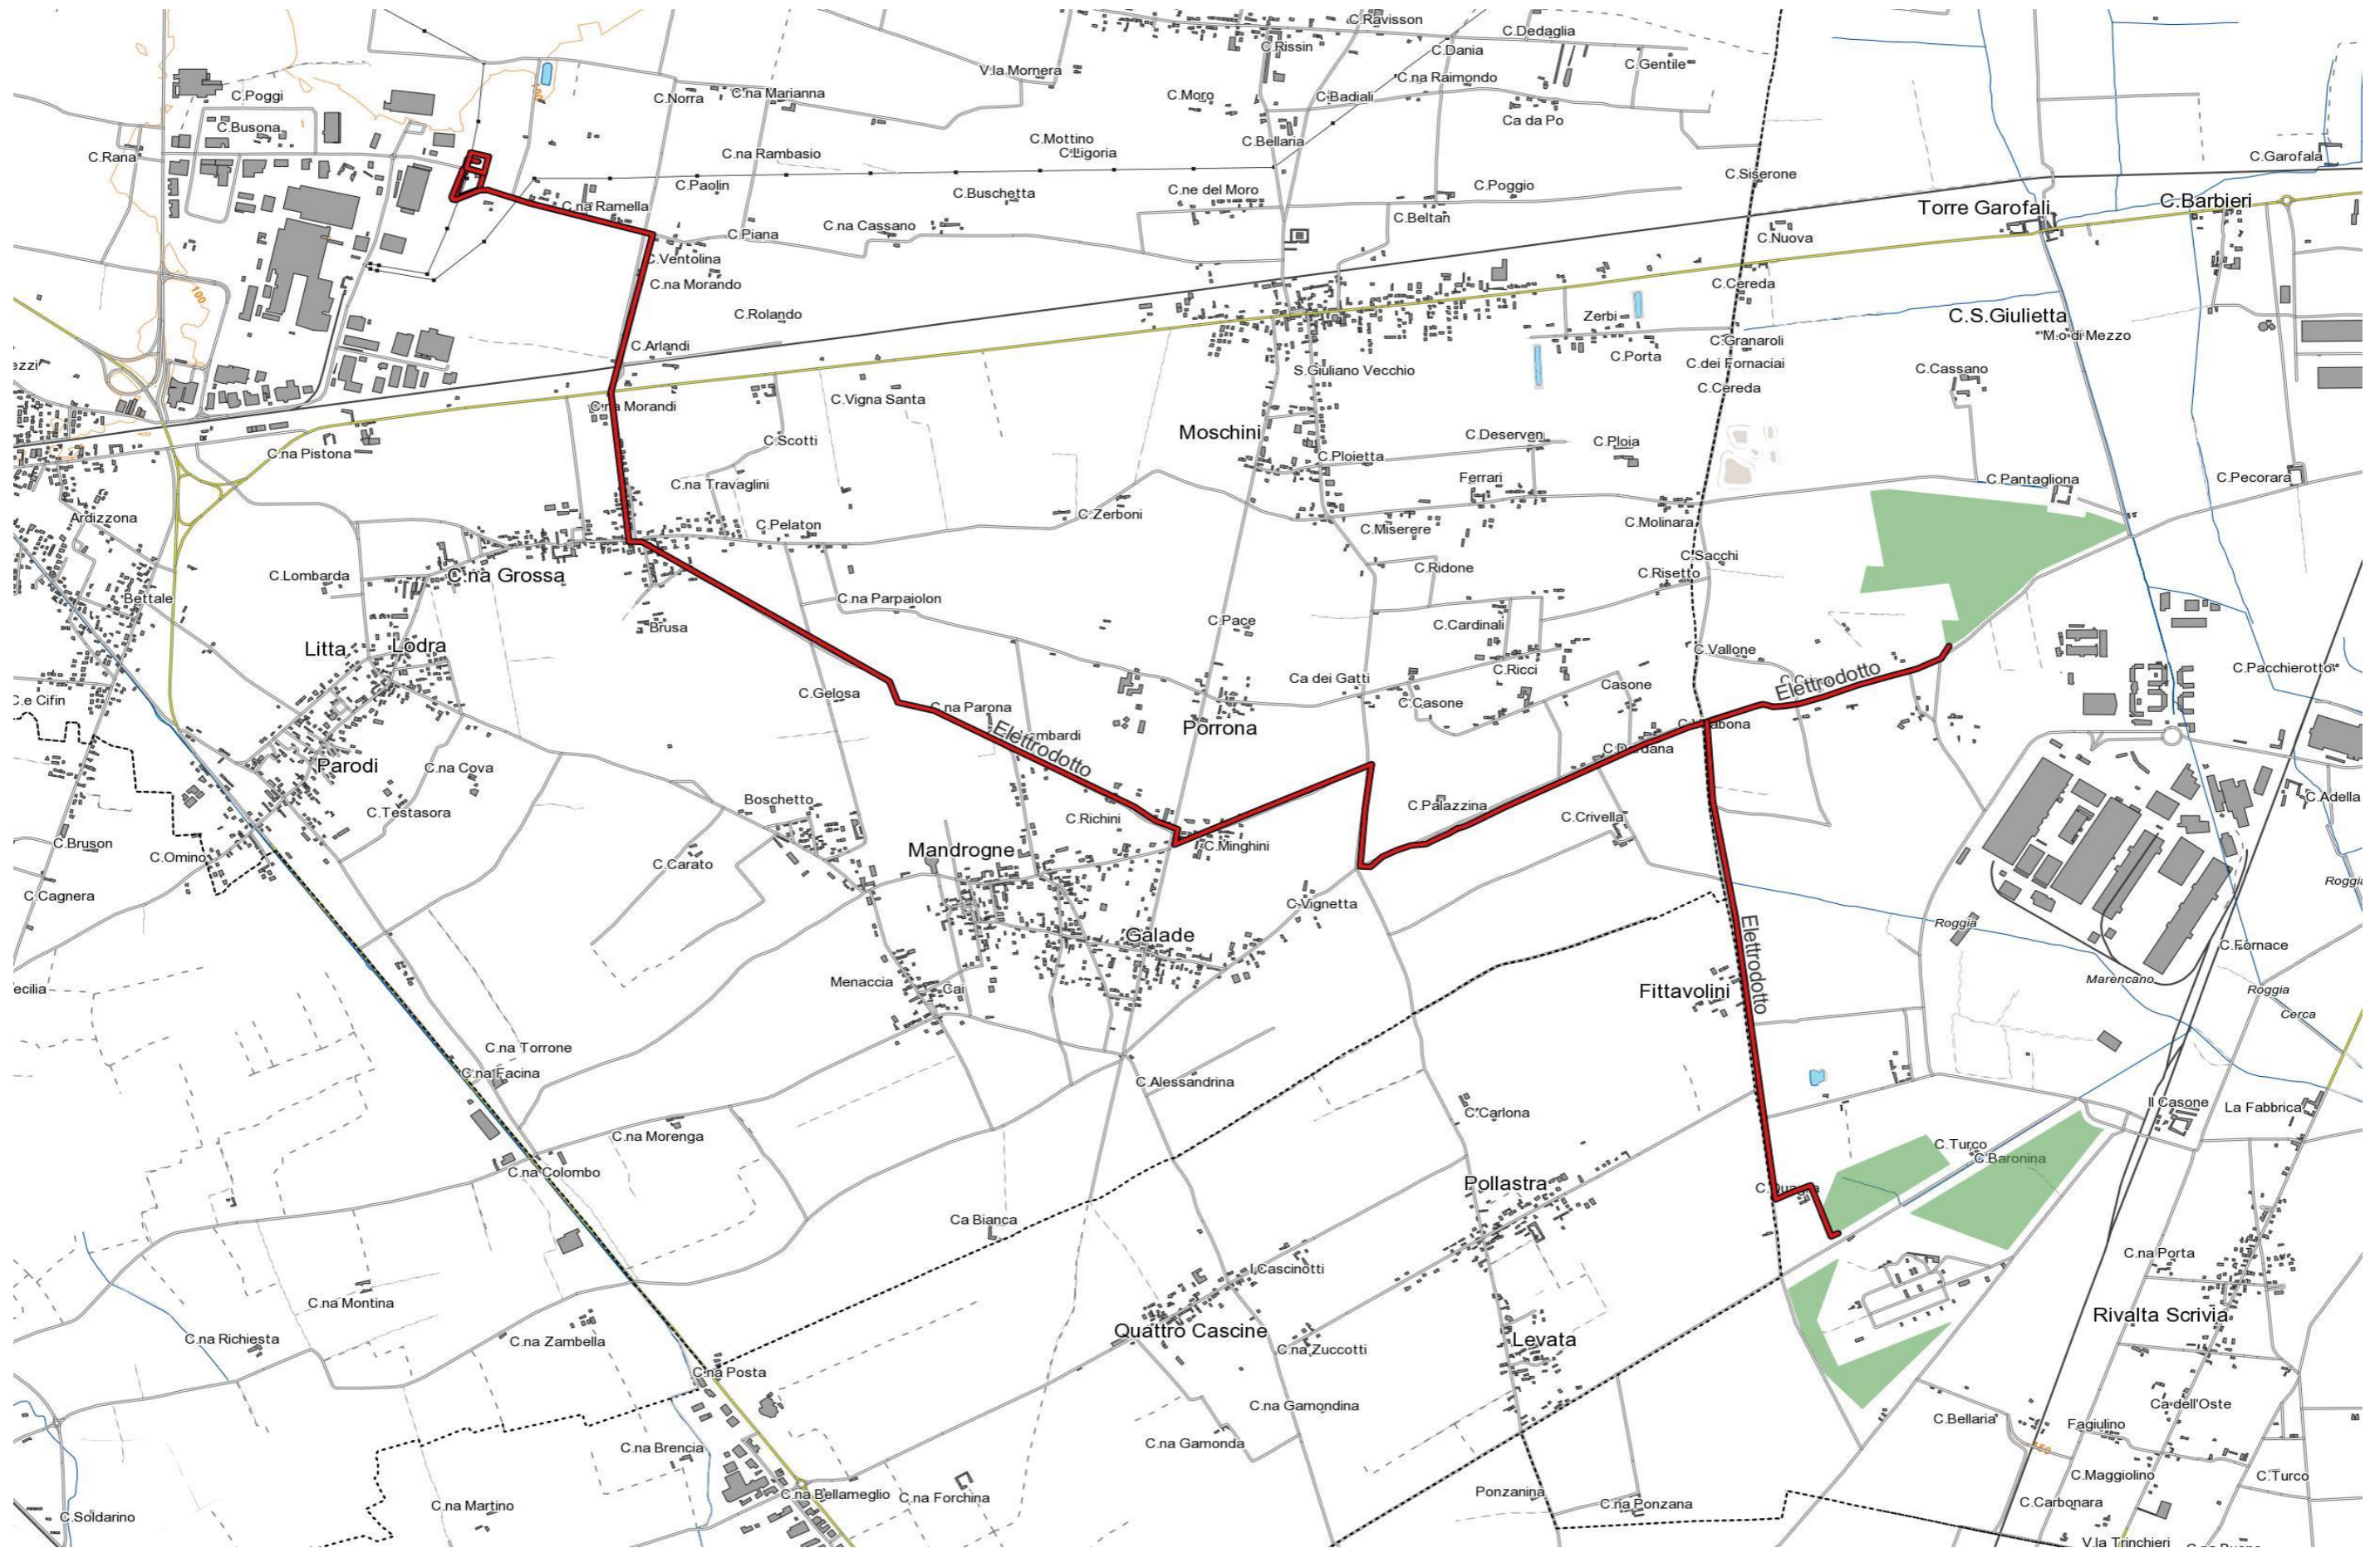 C.Ravisson
C.Dedaglia
C.Rissin
C.Dania
C.Gentile
V.la Mornera
C.na Raimondo
C.Poggi
C.Norra
C.na Marianna
C.Moro
C.Badiali
Ca da Po
C.Busona
C.Mottino
C.Bellaria
C.Rana
C.na Rambasio
C.Ligoria
C.Garofala
C.Paolin
C.Buschetta
C.ne del Moro
C.Poggio
C.Siserone
C.na Ramella
C.Beltan
Torre Garofali
C.Barbieri
C.Piana
C.na Cassano
C.Nuova
C.Ventolina
C.na Morando
C.Cereda
100
C.Rolando
Zerbi
C.S.Giulietta
M.o di Mezzo
C.Arlandi
C.Granaroli
C.Porta
C.dei Fornaciai
ezzi
S.Giuliano Vecchio
C.Cassano
C.Cereda
C.na Morandi
C.Vigna Santa
Moschini
C.Deserven
C.Ploia
C.Scotti
C.na Pistona
C.Ploietta
C.na Travaglini
Ferrari
C.Pantagliona
C.Pecorara
Ardizzona
C.Zerboni
C.Pelaton
C.Miserere
C.Molinara
C.Sacchi
C.Lombarda
C.na Grossa
C.Ridone
C.Risetto
Bettale
C.na Parpaiolon
C.Pace
C.Cardinali
Brusa
Litta
Lodra
C.Vallone
C.Ricci
C.Pacchierotto
Ca dei Gatti
Casone
Elettrodotto
C.e Cifin
C.Gelosa
C.na Parona
C.Casone
Porrona
Elettrodotto
Parodi
C.na Cova
Boschetto
C.Palazzina
C.Adella
C.Testasora
C.Richini
C.Crivella
C.Bruson
C.Omino
Mandrogne
C.Minghini
C.Carato
C.Cagnera
C.Vignetta
Roggia
Elettrodotto
Galade
C.Fornace
Menaccia
Cai
Fittavolini
Marencano
Roggia
ecilia
Cerca
C.na Torrone
C.na Facina
C.Alessandrina
C.Carlona
Il Casone
La Fabbrica
C.na Morenga
C.Turco
C.Baronina
C.na Colombo
Pollastra
Ca Bianca
C.na Porta
I Cascinotti
C.na Montina
Rivalta Scrivia
C.na Richiesta
C.na Zambella
Quattro Cascine
Levata
C.na Zuccotti
C.na Posta
C.na Gamondina
Ca dell'Oste
C.Bellaria
Fagiulino
C.na Brencia
C.na Gamonda
150
C.Maggiolino
C.Turco
C.na Bellameglio
C.na Forchina
Ponzanina
C.na Martino
C.na Ponzana
C.Carbonara
C.Soldarino
V.la Trinchieri